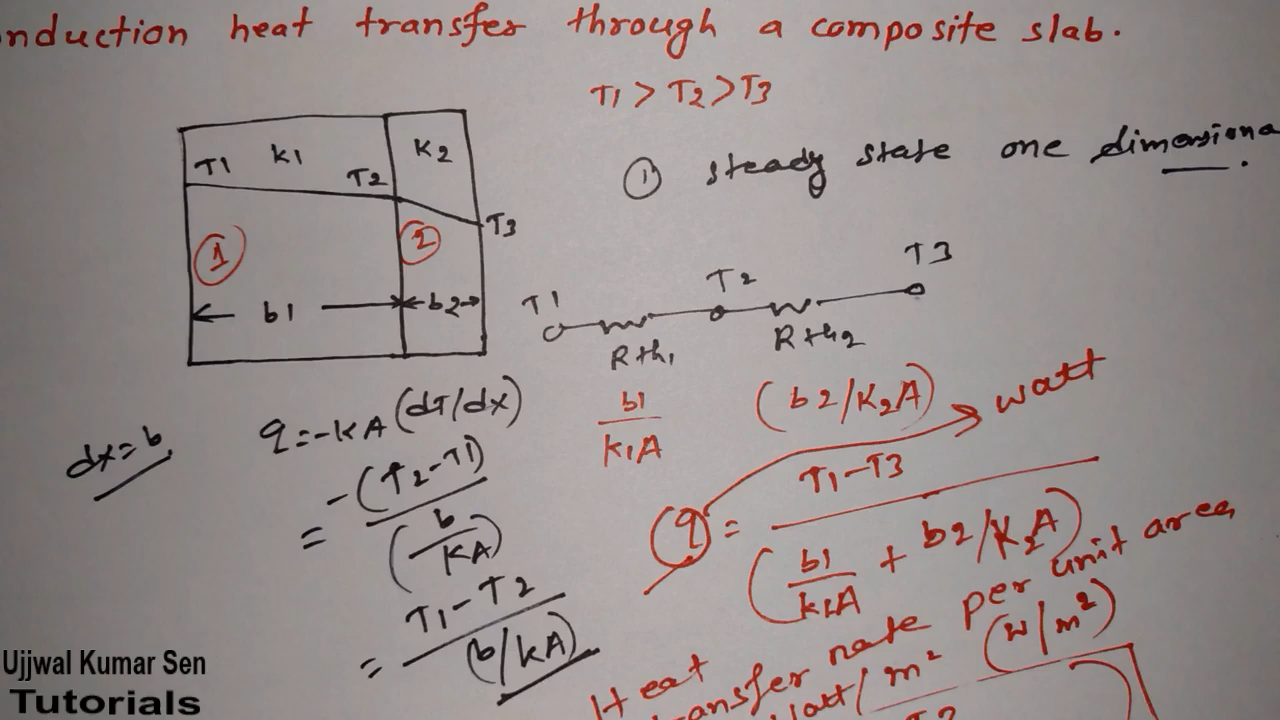 nduction heat transfer through a composite slab.
T1 > T2 > T3
① steady state one dimensiona
T1 k1 T2 K2 T3
① ②
b1 b2
T1 T2 T3
Rth1 Rth2
b1/k1A (b2/K2A)
dx=b
q=-kA(dT/dx)
= -(T2-T1)/(b/KA)
= T1-T2/(b/kA)
q = T1-T3/(b1/k1A + b2/K2A) → watt
Heat
ansfer rate per unit area
/m² (W/m²)
Ujjwal Kumar Sen
Tutorials